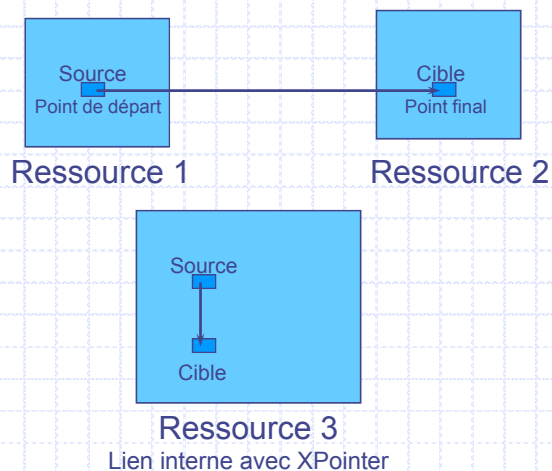 Source
Point de départ
Cible
Point final
Ressource 1
Ressource 2
Source
Cible
Ressource 3
Lien interne avec XPointer